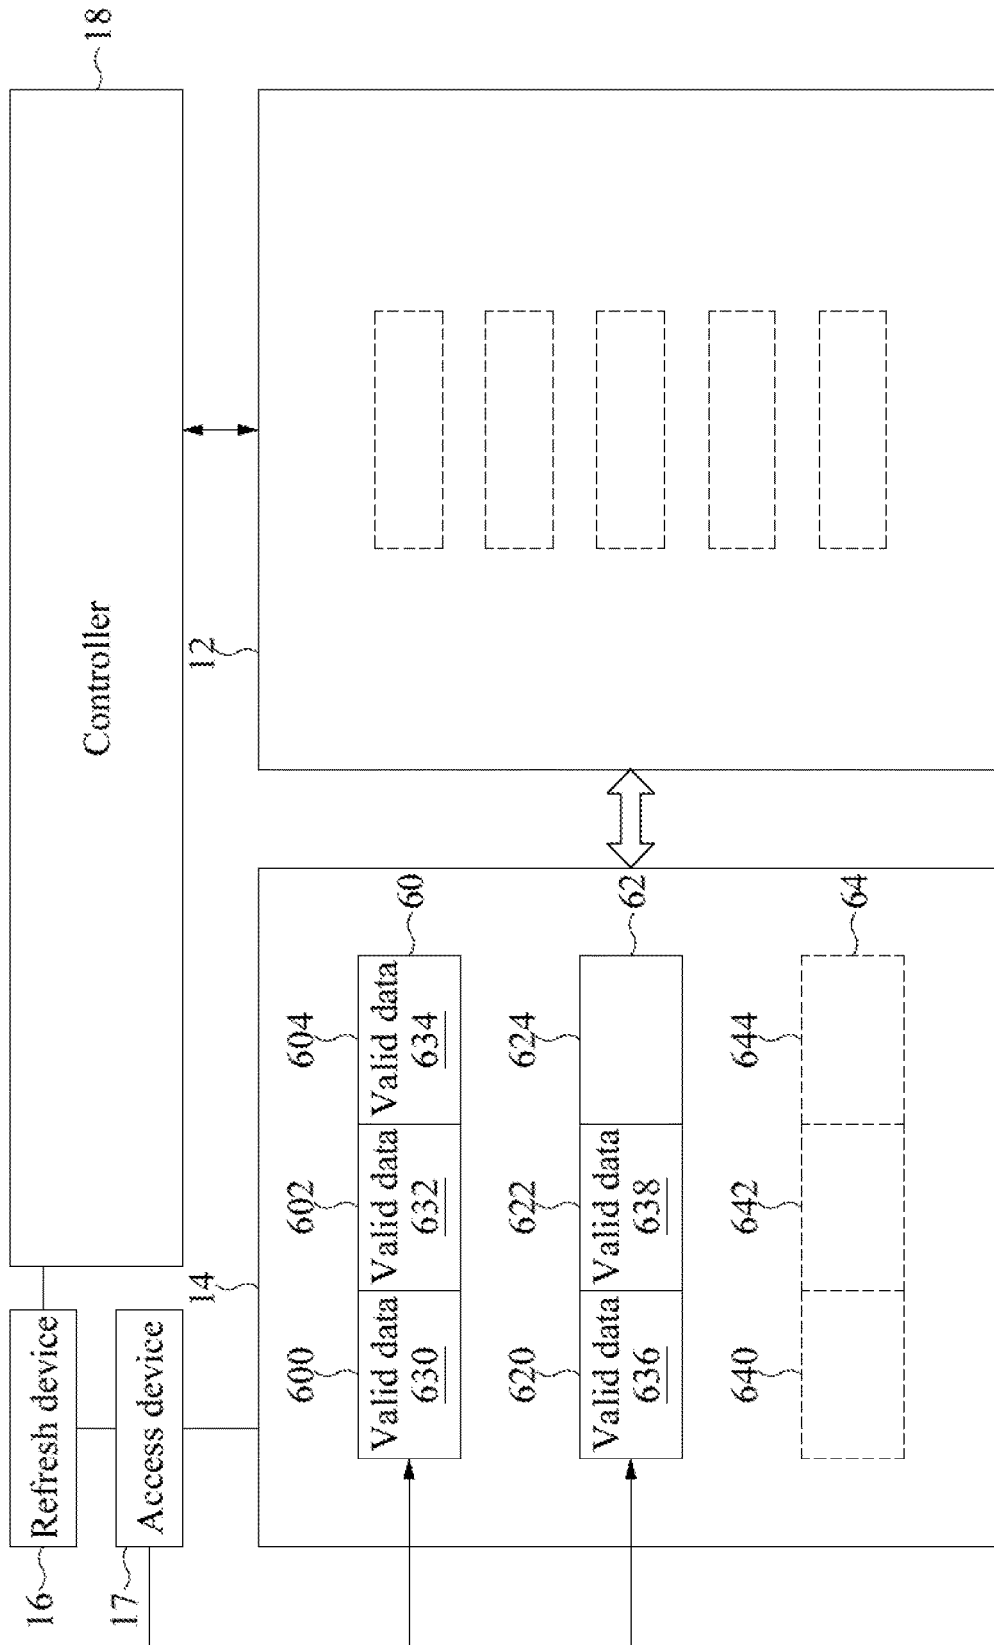 18
Controller
16
Refresh device
17
Access device
14
12
600
602
604
60
Valid data
630
Valid data
632
Valid data
634
620
622
624
62
Valid data
636
Valid data
638
640
642
644
64